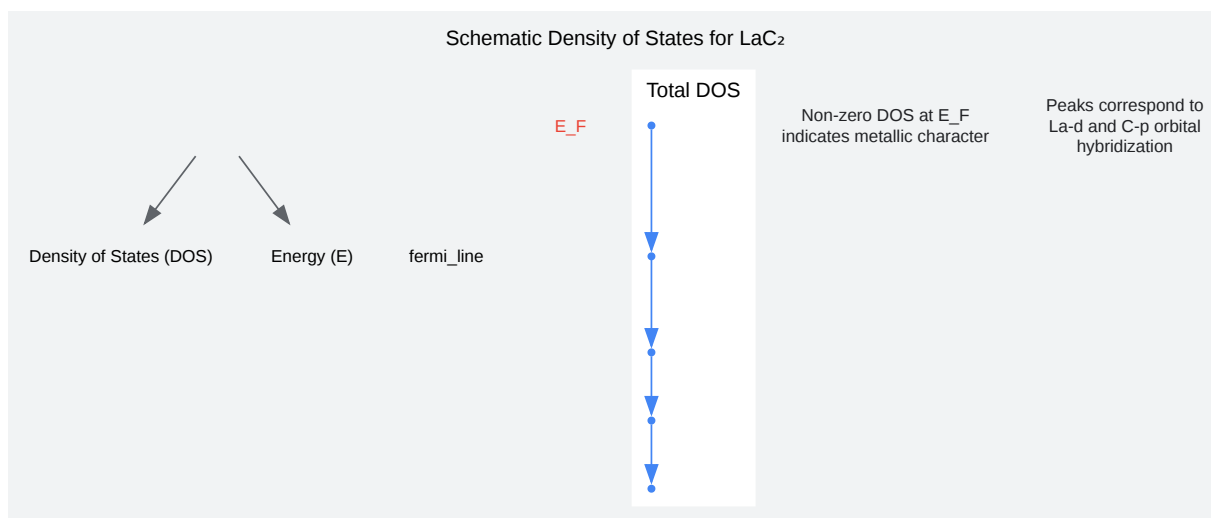 Schematic Density of States for LaC₂
Total DOS
E_F
Non-zero DOS at E_F
indicates metallic character
Peaks correspond to
La-d and C-p orbital
hybridization
Density of States (DOS)
Energy (E)
fermi_line